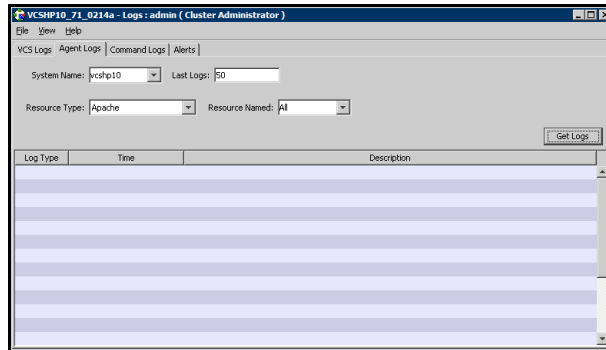 VCSHP10_71_0214a - Logs : admin ( Cluster Administrator )
File View Help
VCS Logs Agent Logs Command Logs Alerts
System Name: vcshp10 Last Logs: 50
Resource Type: Apache Resource Named: All
Get Logs
Log Type Time Description